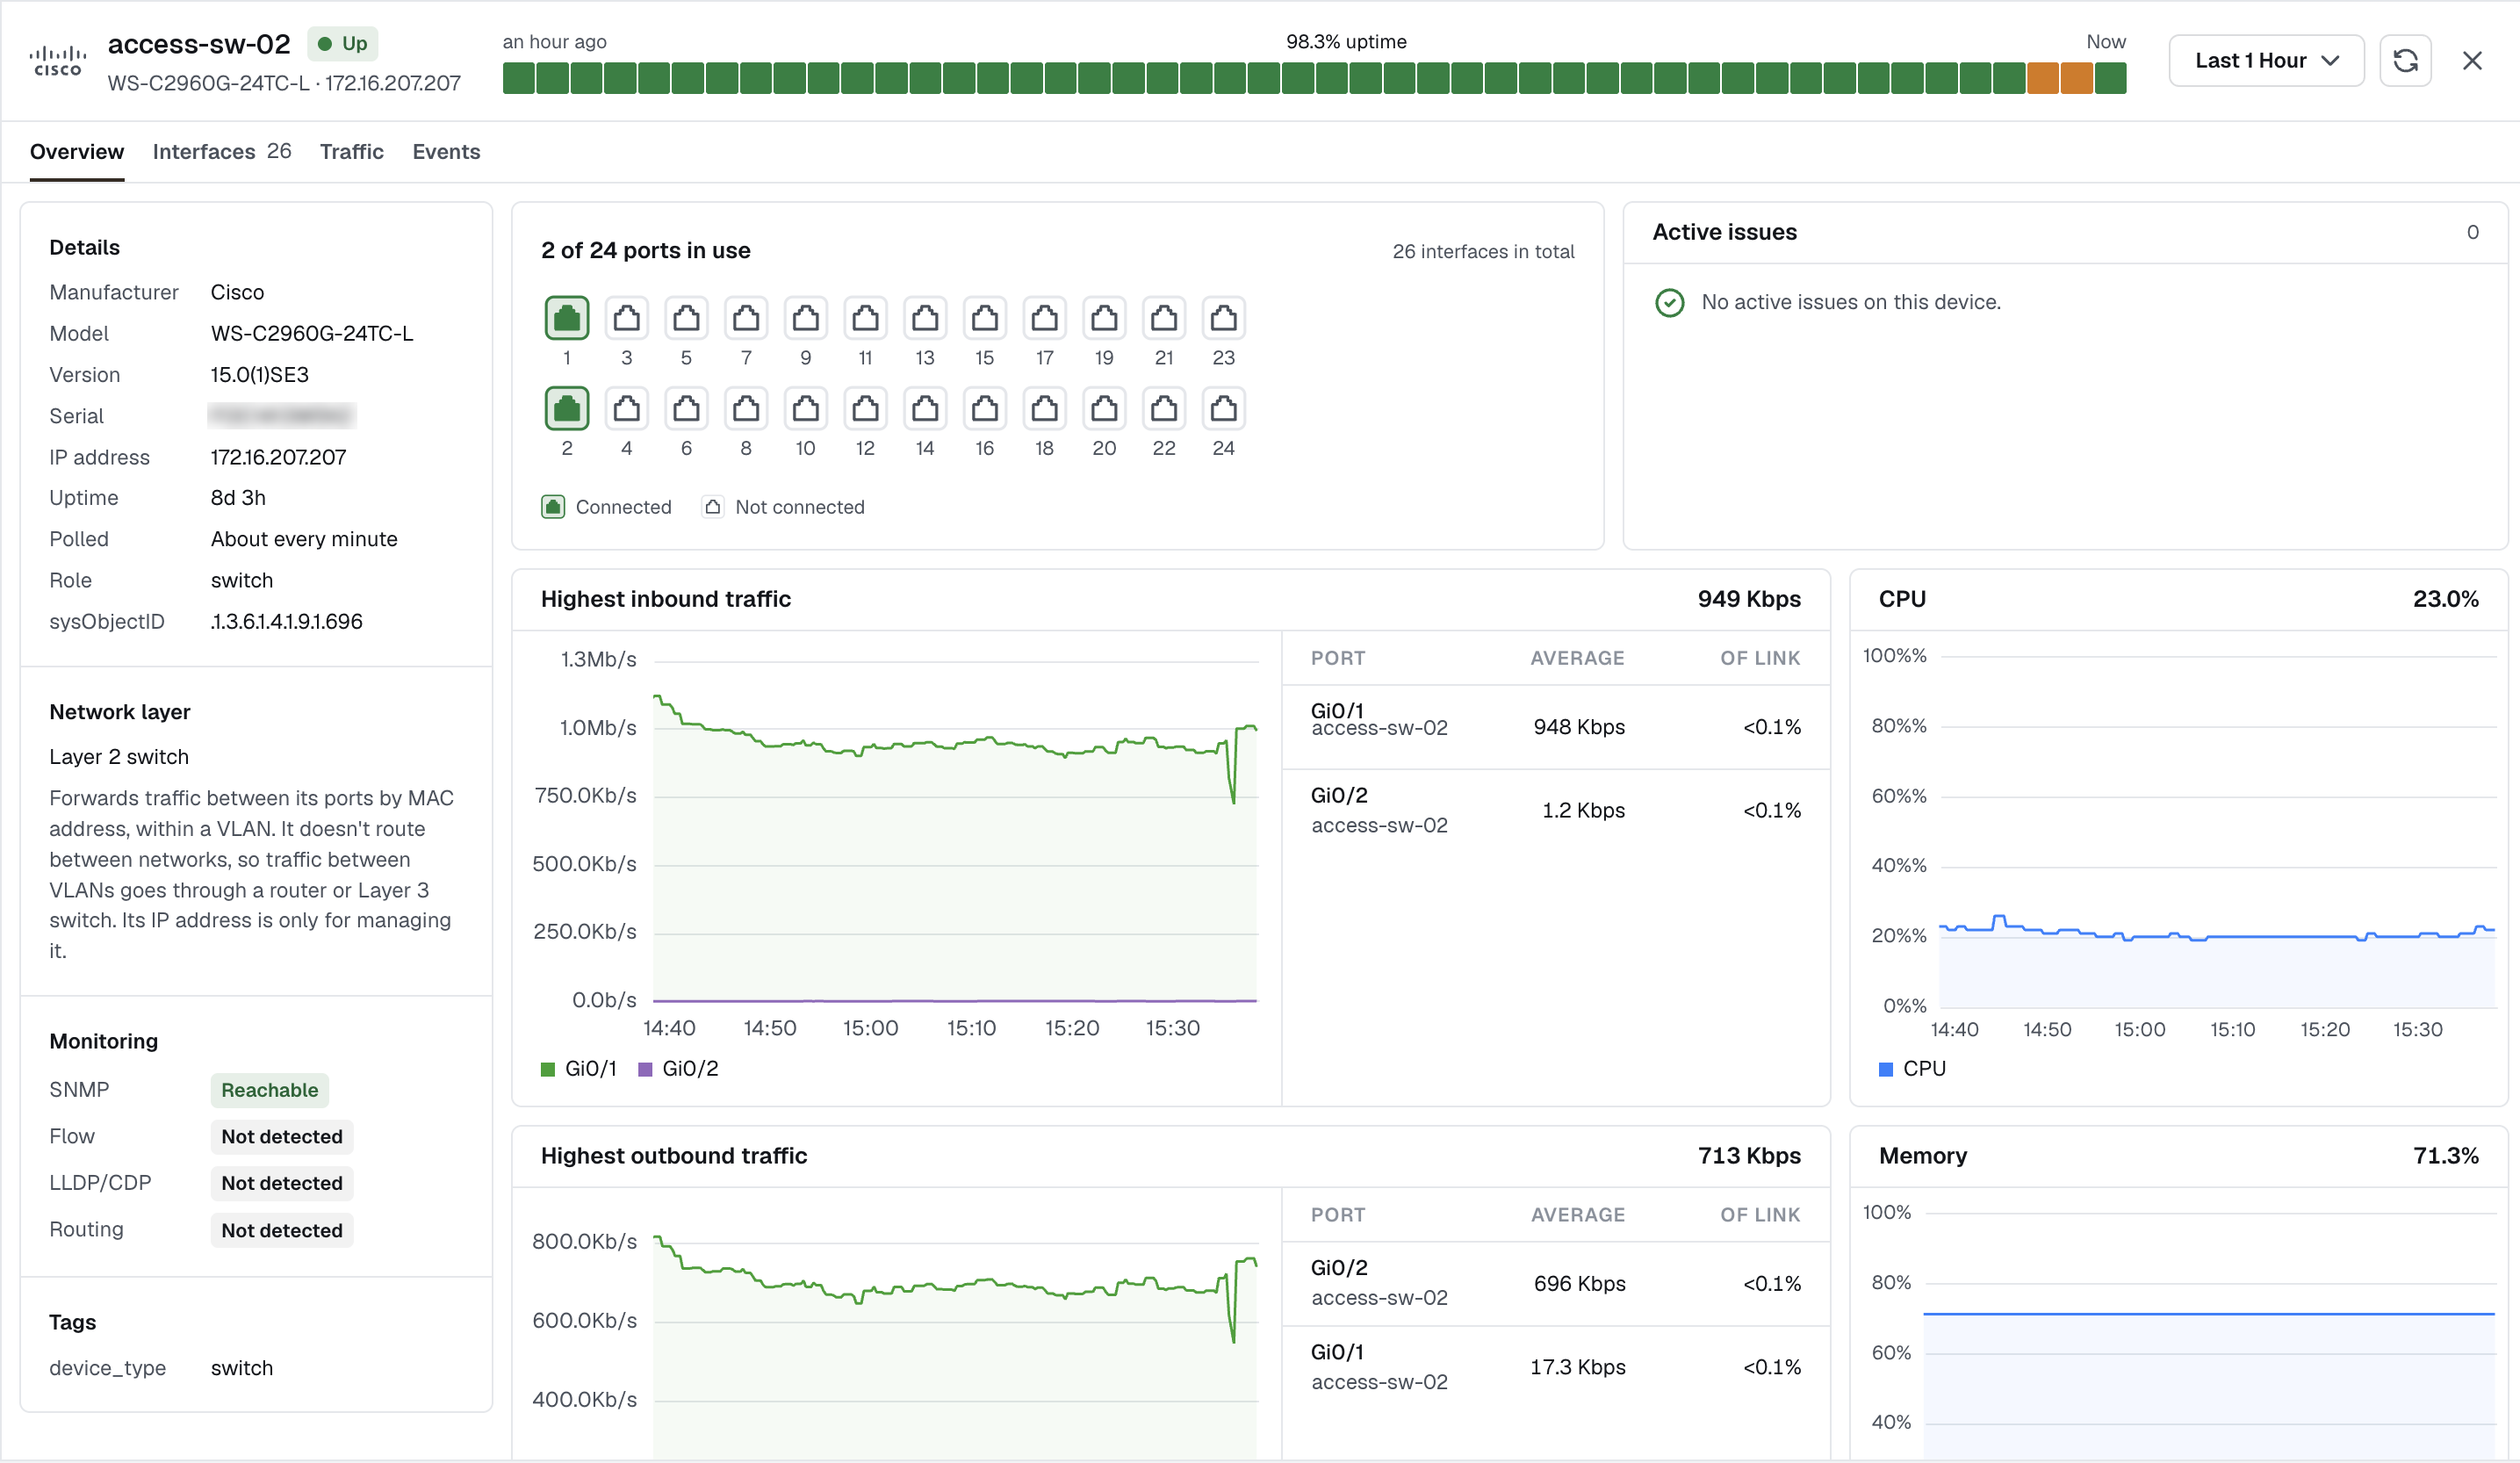 CISCO
access-sw-02
Up
WS-C2960G-24TC-L · 172.16.207.207
an hour ago
98.3% uptime
Now
Last 1 Hour
Overview
Interfaces 26
Traffic
Events
Details
Manufacturer Cisco
Model WS-C2960G-24TC-L
Version 15.0(1)SE3
Serial
IP address 172.16.207.207
Uptime 8d 3h
Polled About every minute
Role switch
sysObjectID .1.3.6.1.4.1.9.1.696
Network layer
Layer 2 switch
Forwards traffic between its ports by MAC
address, within a VLAN. It doesn't route
between networks, so traffic between
VLANs goes through a router or Layer 3
switch. Its IP address is only for managing
it.
Monitoring
SNMP Reachable
Flow Not detected
LLDP/CDP Not detected
Routing Not detected
Tags
device_type switch
2 of 24 ports in use
26 interfaces in total
1 3 5 7 9 11 13 15 17 19 21 23
2 4 6 8 10 12 14 16 18 20 22 24
Connected
Not connected
Active issues 0
No active issues on this device.
Highest inbound traffic 949 Kbps
1.3Mb/s
1.0Mb/s
750.0Kb/s
500.0Kb/s
250.0Kb/s
0.0b/s
14:40 14:50 15:00 15:10 15:20 15:30
Gi0/1 Gi0/2
PORT AVERAGE OF LINK
Gi0/1
access-sw-02 948 Kbps <0.1%
Gi0/2
access-sw-02 1.2 Kbps <0.1%
CPU 23.0%
100%%
80%%
60%%
40%%
20%%
0%%
14:40 14:50 15:00 15:10 15:20 15:30
CPU
Highest outbound traffic 713 Kbps
800.0Kb/s
600.0Kb/s
400.0Kb/s
PORT AVERAGE OF LINK
Gi0/2
access-sw-02 696 Kbps <0.1%
Gi0/1
access-sw-02 17.3 Kbps <0.1%
Memory 71.3%
100%
80%
60%
40%